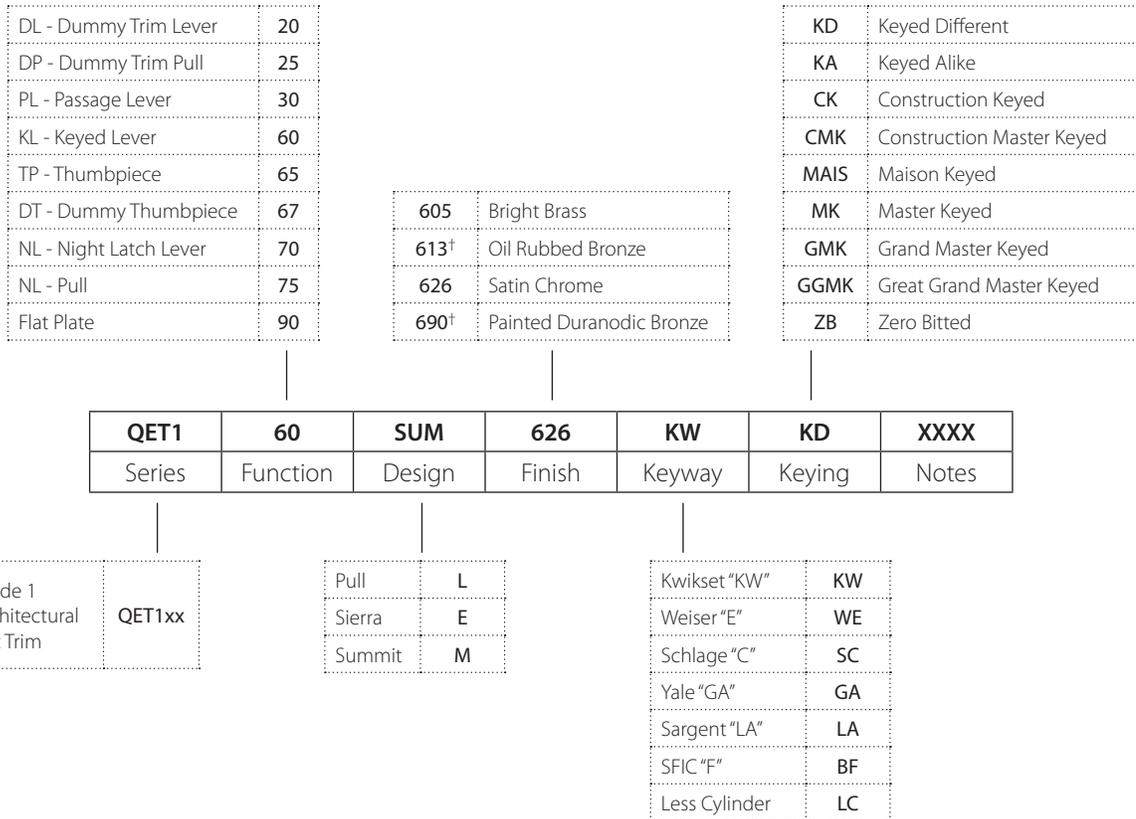 DL - Dummy Trim Lever 20
DP - Dummy Trim Pull 25
PL - Passage Lever 30
KL - Keyed Lever 60
TP - Thumbpiece 65
DT - Dummy Thumbpiece 67
NL - Night Latch Lever 70
NL - Pull 75
Flat Plate 90
605 Bright Brass
613† Oil Rubbed Bronze
626 Satin Chrome
690† Painted Duranodic Bronze
KD Keyed Different
KA Keyed Alike
CK Construction Keyed
CMK Construction Master Keyed
MAIS Maison Keyed
MK Master Keyed
GMK Grand Master Keyed
GGMK Great Grand Master Keyed
ZB Zero Bitted
QET1 60 SUM 626 KW KD XXXX
Series Function Design Finish Keyway Keying Notes
1
Trim
QET1xx
Pull L
Sierra E
Summit M
Kwikset "KW" KW
Weiser "E" WE
Schlage "C" SC
Yale "GA" GA
Sargent "LA" LA
SFIC "F" BF
Less Cylinder LC